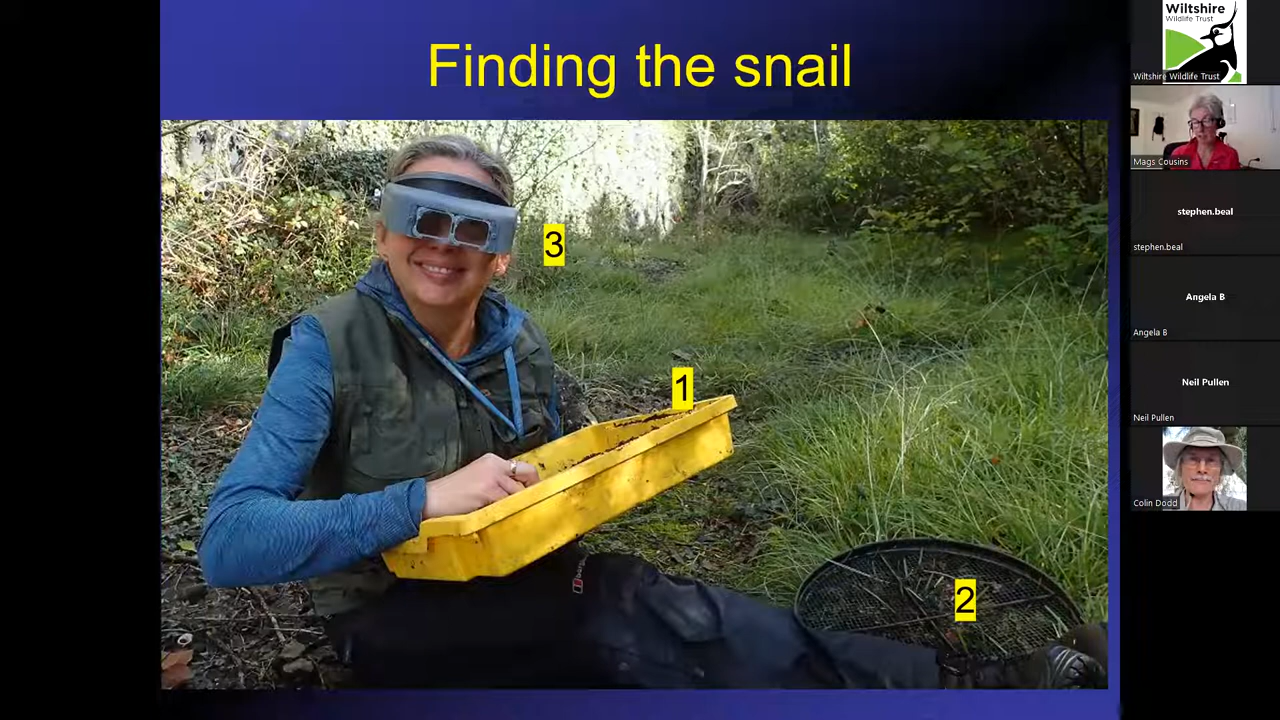 Finding the snail
3
1
2
Wiltshire
Wildlife Trust
Wiltshire Wildlife Trust
Mags Cousins
stephen.beal
stephen.beal
Angela B
Angela B
Neil Pullen
Neil Pullen
Colin Dodd